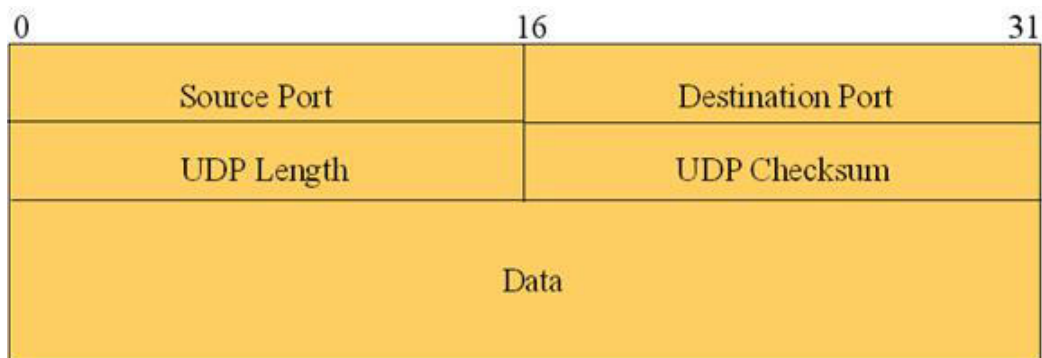 0 16 31
Source Port Destination Port
UDP Length UDP Checksum
Data